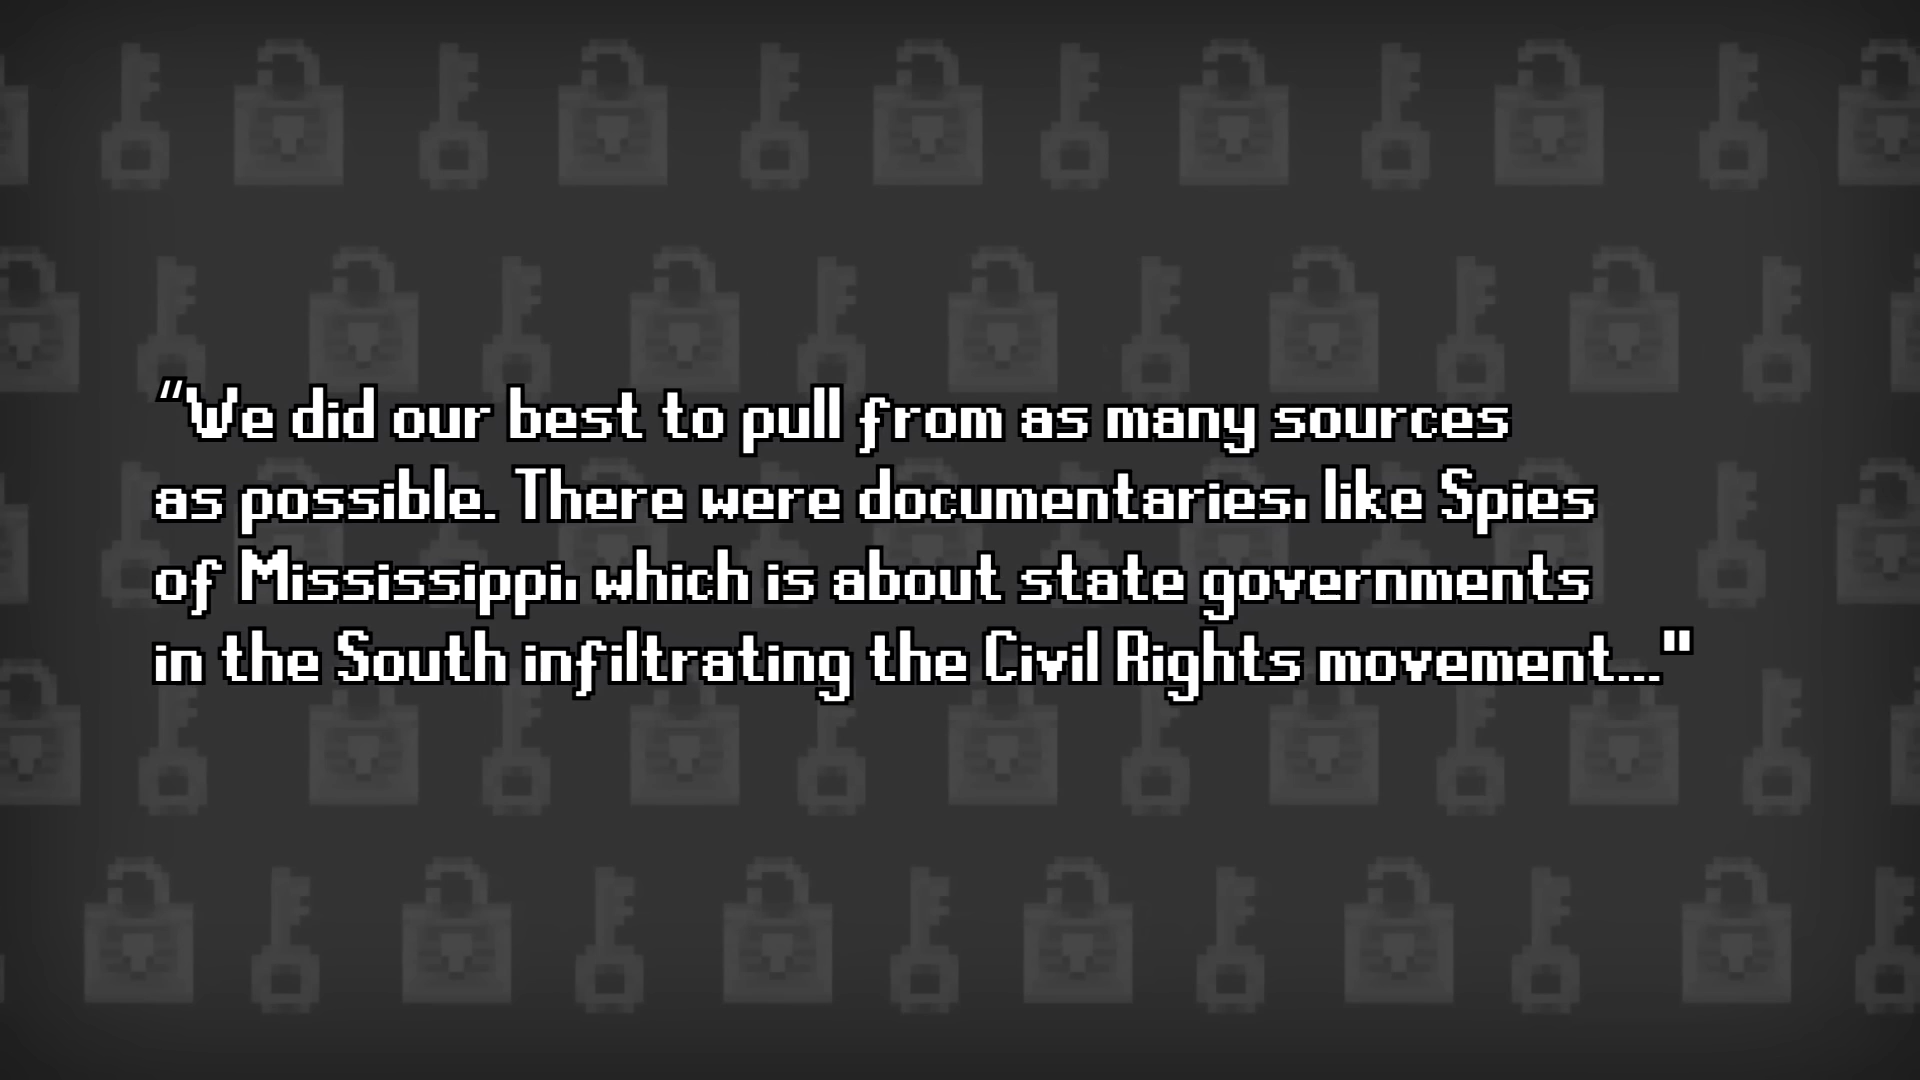 “We did our best to pull from as many sources
as possible. There were documentaries, like Spies
of Mississippi, which is about state governments
in the South infiltrating the Civil Rights movement..."